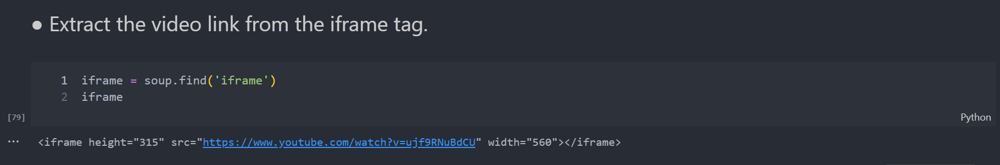 ● Extract the video link from the iframe tag.
1 iframe = soup.find('iframe')
2 iframe
[79]
Python
... <iframe height="315" src="https://www.youtube.com/watch?v=ujf9RNuBdCU" width="560"></iframe>